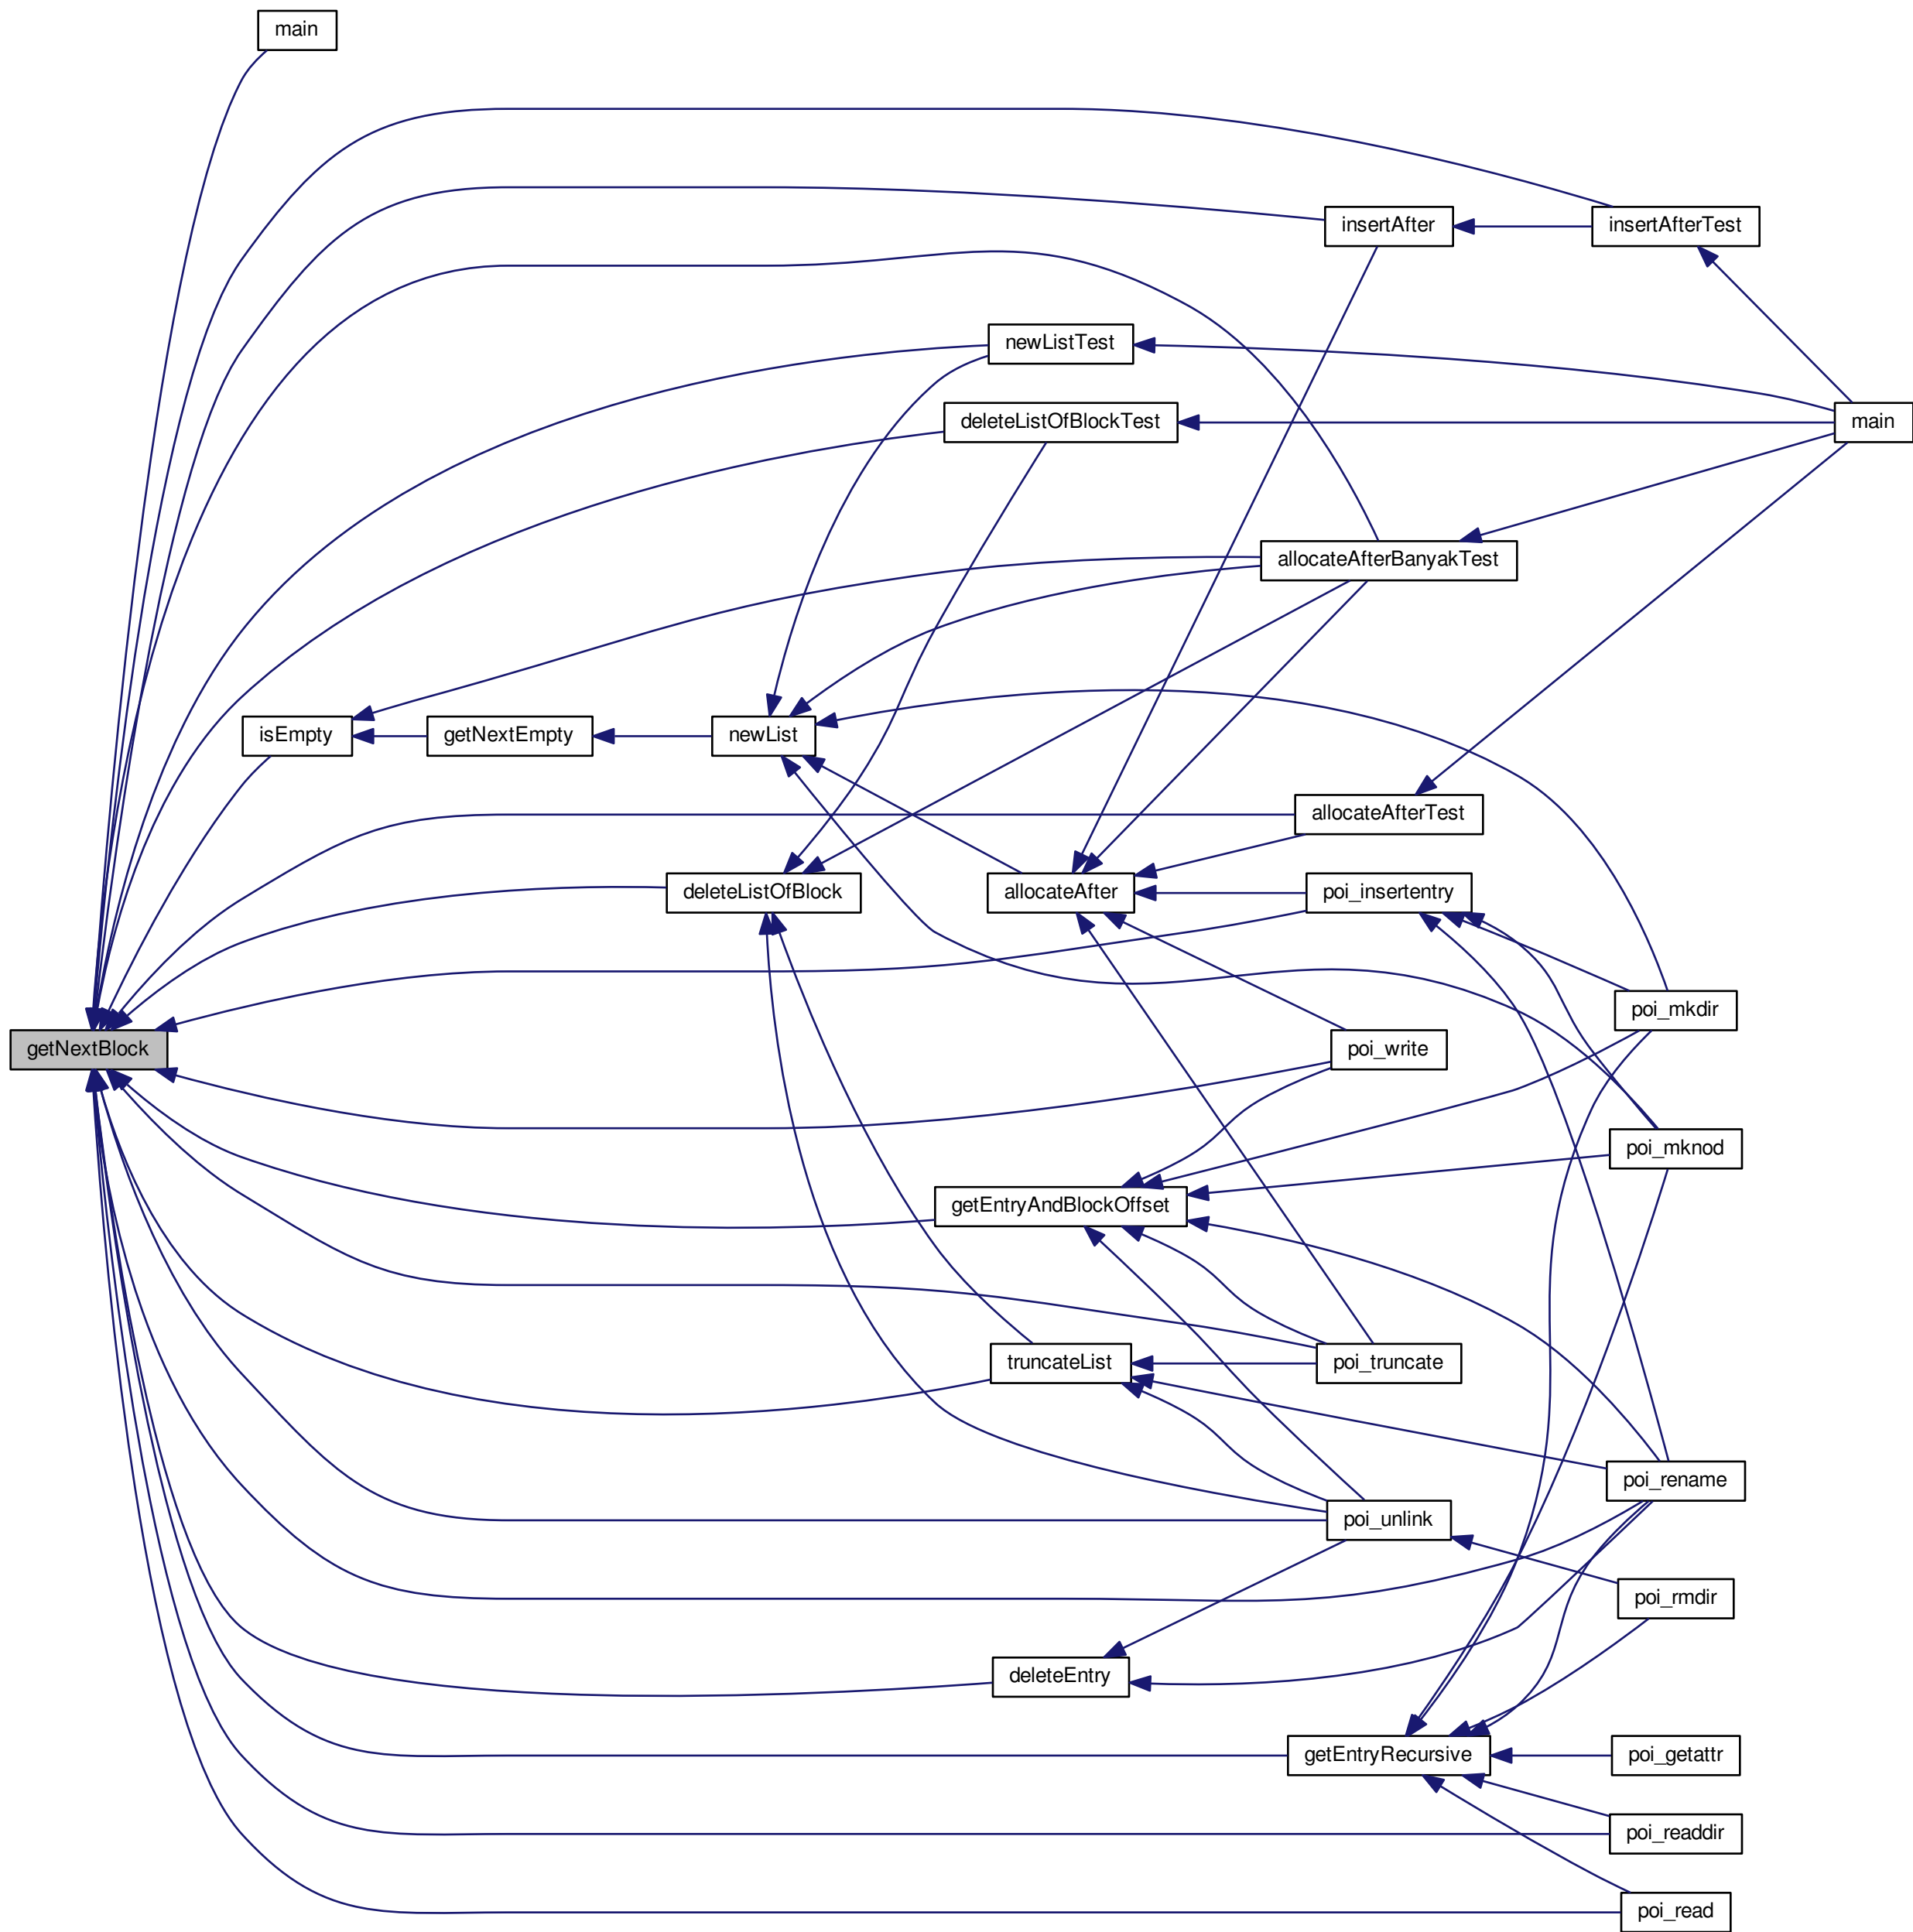 main
insertAfter
insertAfterTest
newListTest
deleteListOfBlockTest
main
allocateAfterBanyakTest
isEmpty
getNextEmpty
newList
allocateAfterTest
deleteListOfBlock
allocateAfter
poi_insertentry
poi_mkdir
getNextBlock
poi_write
poi_mknod
getEntryAndBlockOffset
truncateList
poi_truncate
poi_rename
poi_unlink
poi_rmdir
deleteEntry
getEntryRecursive
poi_getattr
poi_readdir
poi_read